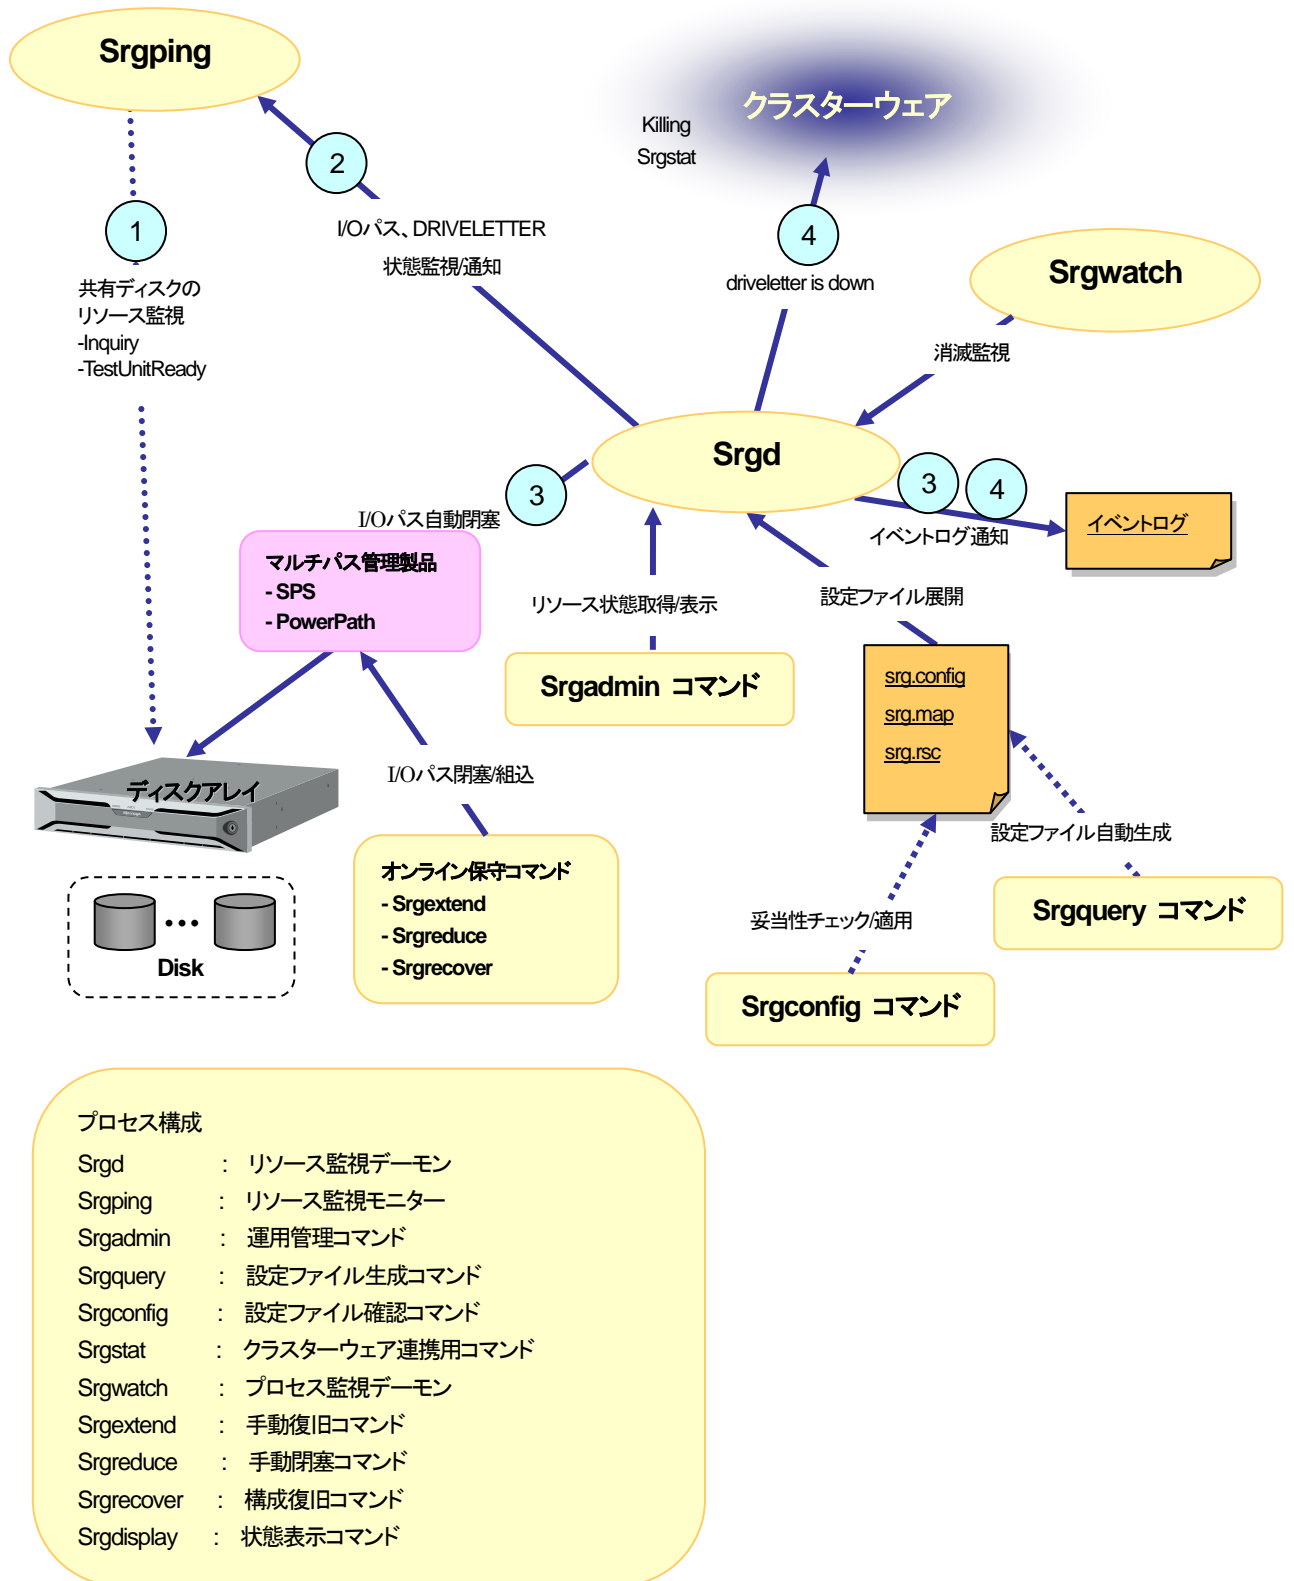 Srgping
クラスターウェア
Killing
Srgstat
2
1
4
I/Oパス、DRIVELETTER
状態監視/通知
driveletter is down
Srgwatch
共有ディスクの
リソース監視
-Inquiry
-TestUnitReady
消滅監視
Srgd
3
3
4
I/Oパス自動閉塞
イベントログ通知
イベントログ
マルチパス管理製品
- SPS
- PowerPath
リソース状態取得/表示
設定ファイル展開
Srgadmin コマンド
srg.config
srg.map
srg.rsc
ディスクアレイ
I/Oパス閉塞/組込
設定ファイル自動生成
オンライン保守コマンド
- Srgextend
- Srgreduce
- Srgrecover
Srgquery コマンド
妥当性チェック/適用
Disk
Srgconfig コマンド
プロセス構成
Srgd : リソース監視デーモン
Srgping : リソース監視モニター
Srgadmin : 運用管理コマンド
Srgquery : 設定ファイル生成コマンド
Srgconfig : 設定ファイル確認コマンド
Srgstat : クラスターウェア連携用コマンド
Srgwatch : プロセス監視デーモン
Srgextend : 手動復旧コマンド
Srgreduce : 手動閉塞コマンド
Srgrecover : 構成復旧コマンド
Srgdisplay : 状態表示コマンド